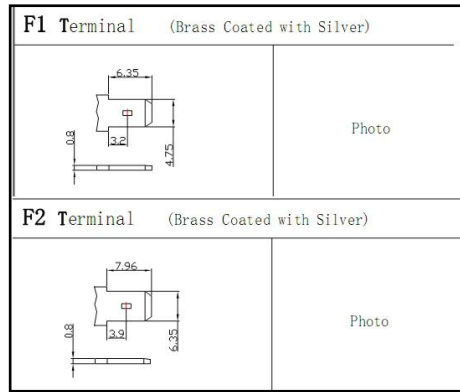 F1 Terminal (Brass Coated with Silver)
6.35
3.2
0.8
4.75
Photo
F2 Terminal (Brass Coated with Silver)
7.96
3.9
0.8
6.35
Photo